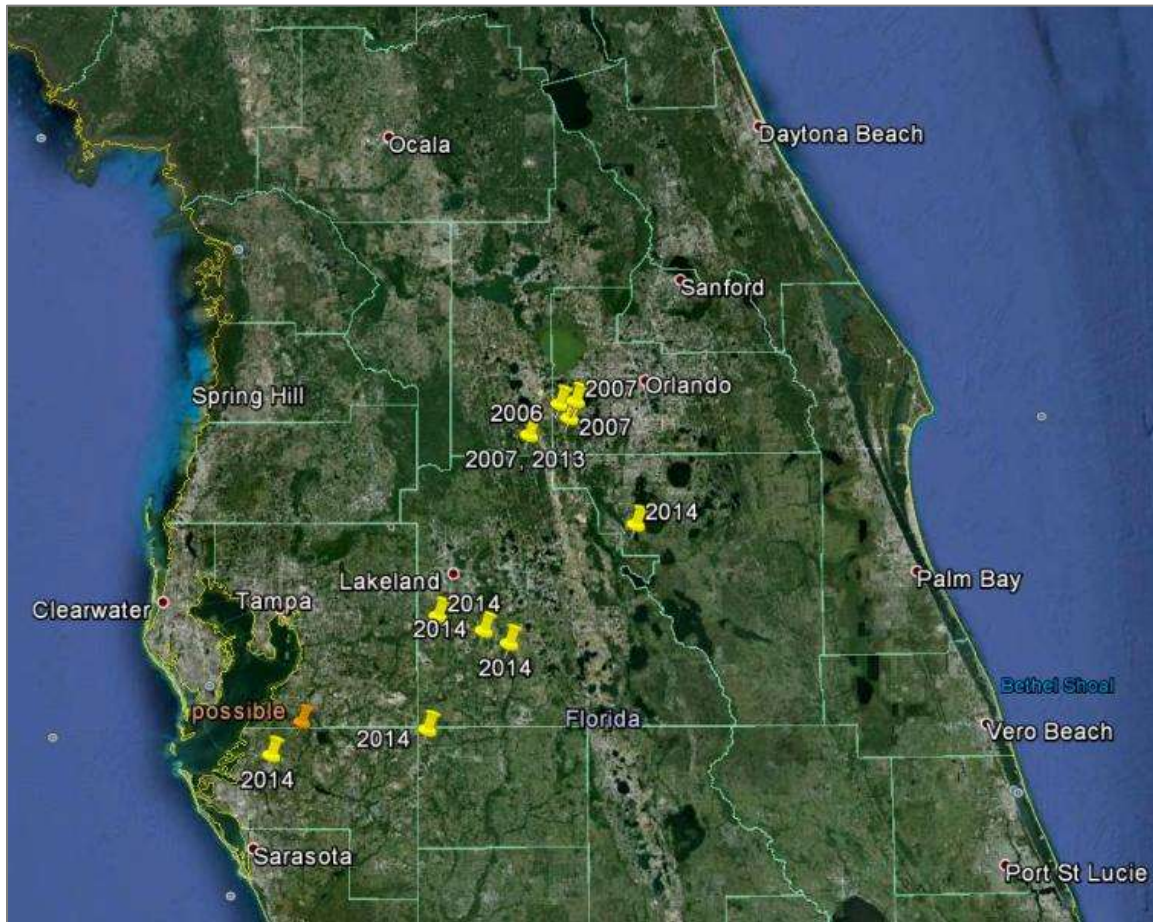 Daytona Beach
Ocala
Sanford
2007
Orlando
2006
2007
Spring Hill
2007, 2013
2014
Palm Bay
Lakeland
2014
Clearwater
Tampa
2014
2014
Bethel Shoal
possible
Florida
Vero Beach
2014
2014
Sarasota
Port St Lucie